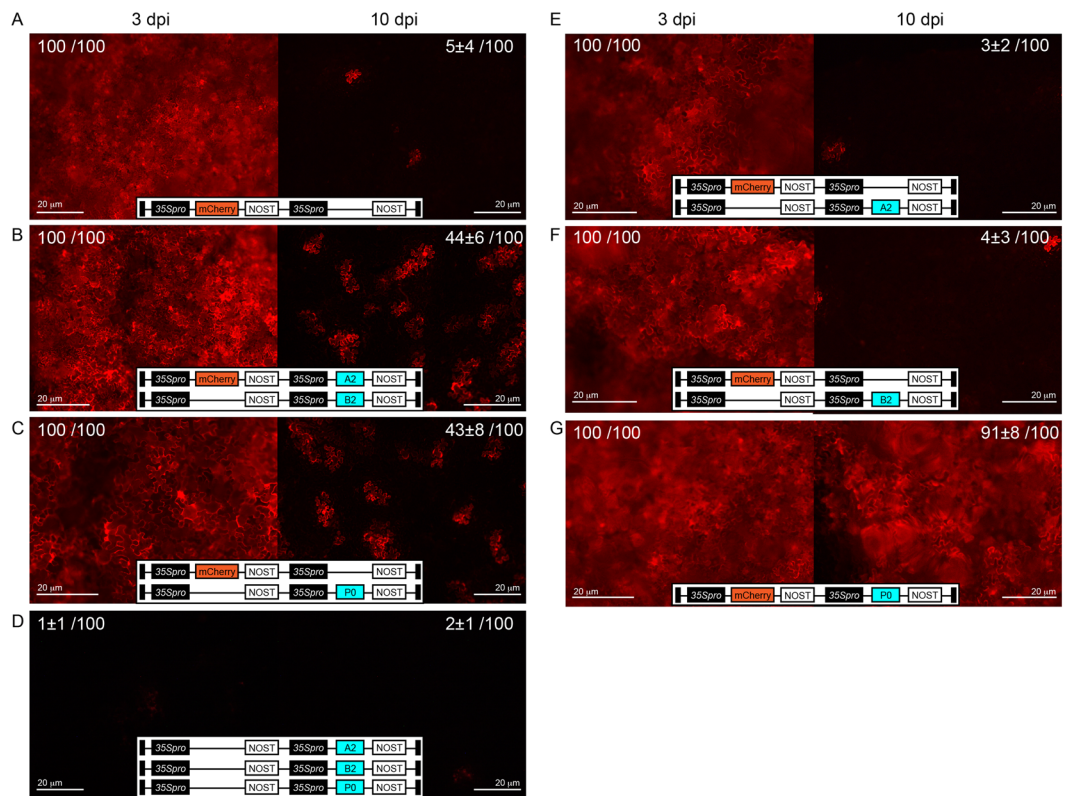 A 3 dpi 10 dpi
100 /100 5±4 /100
35Spro mCherry NOST 35Spro NOST
20 µm 20 µm
B
100 /100 44±6 /100
35Spro mCherry NOST 35Spro A2 NOST
35Spro NOST 35Spro B2 NOST
20 µm 20 µm
C
100 /100 43±8 /100
35Spro mCherry NOST 35Spro NOST
35Spro NOST 35Spro P0 NOST
20 µm 20 µm
D
1±1 /100 2±1 /100
35Spro NOST 35Spro A2 NOST
35Spro NOST 35Spro B2 NOST
35Spro NOST 35Spro P0 NOST
20 µm 20 µm
E 3 dpi 10 dpi
100 /100 3±2 /100
35Spro mCherry NOST 35Spro NOST
35Spro NOST 35Spro A2 NOST
20 µm 20 µm
F
100 /100 4±3 /100
35Spro mCherry NOST 35Spro NOST
35Spro NOST 35Spro B2 NOST
20 µm 20 µm
G
100 /100 91±8 /100
35Spro mCherry NOST 35Spro P0 NOST
20 µm 20 µm